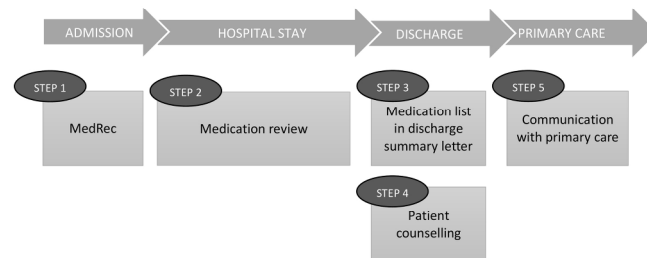 ADMISSION
HOSPITAL STAY
DISCHARGE
PRIMARY CARE
STEP 1
MedRec
STEP 2
Medication review
STEP 3
Medication list
in discharge
summary letter
STEP 5
Communication
with primary care
STEP 4
Patient
counselling